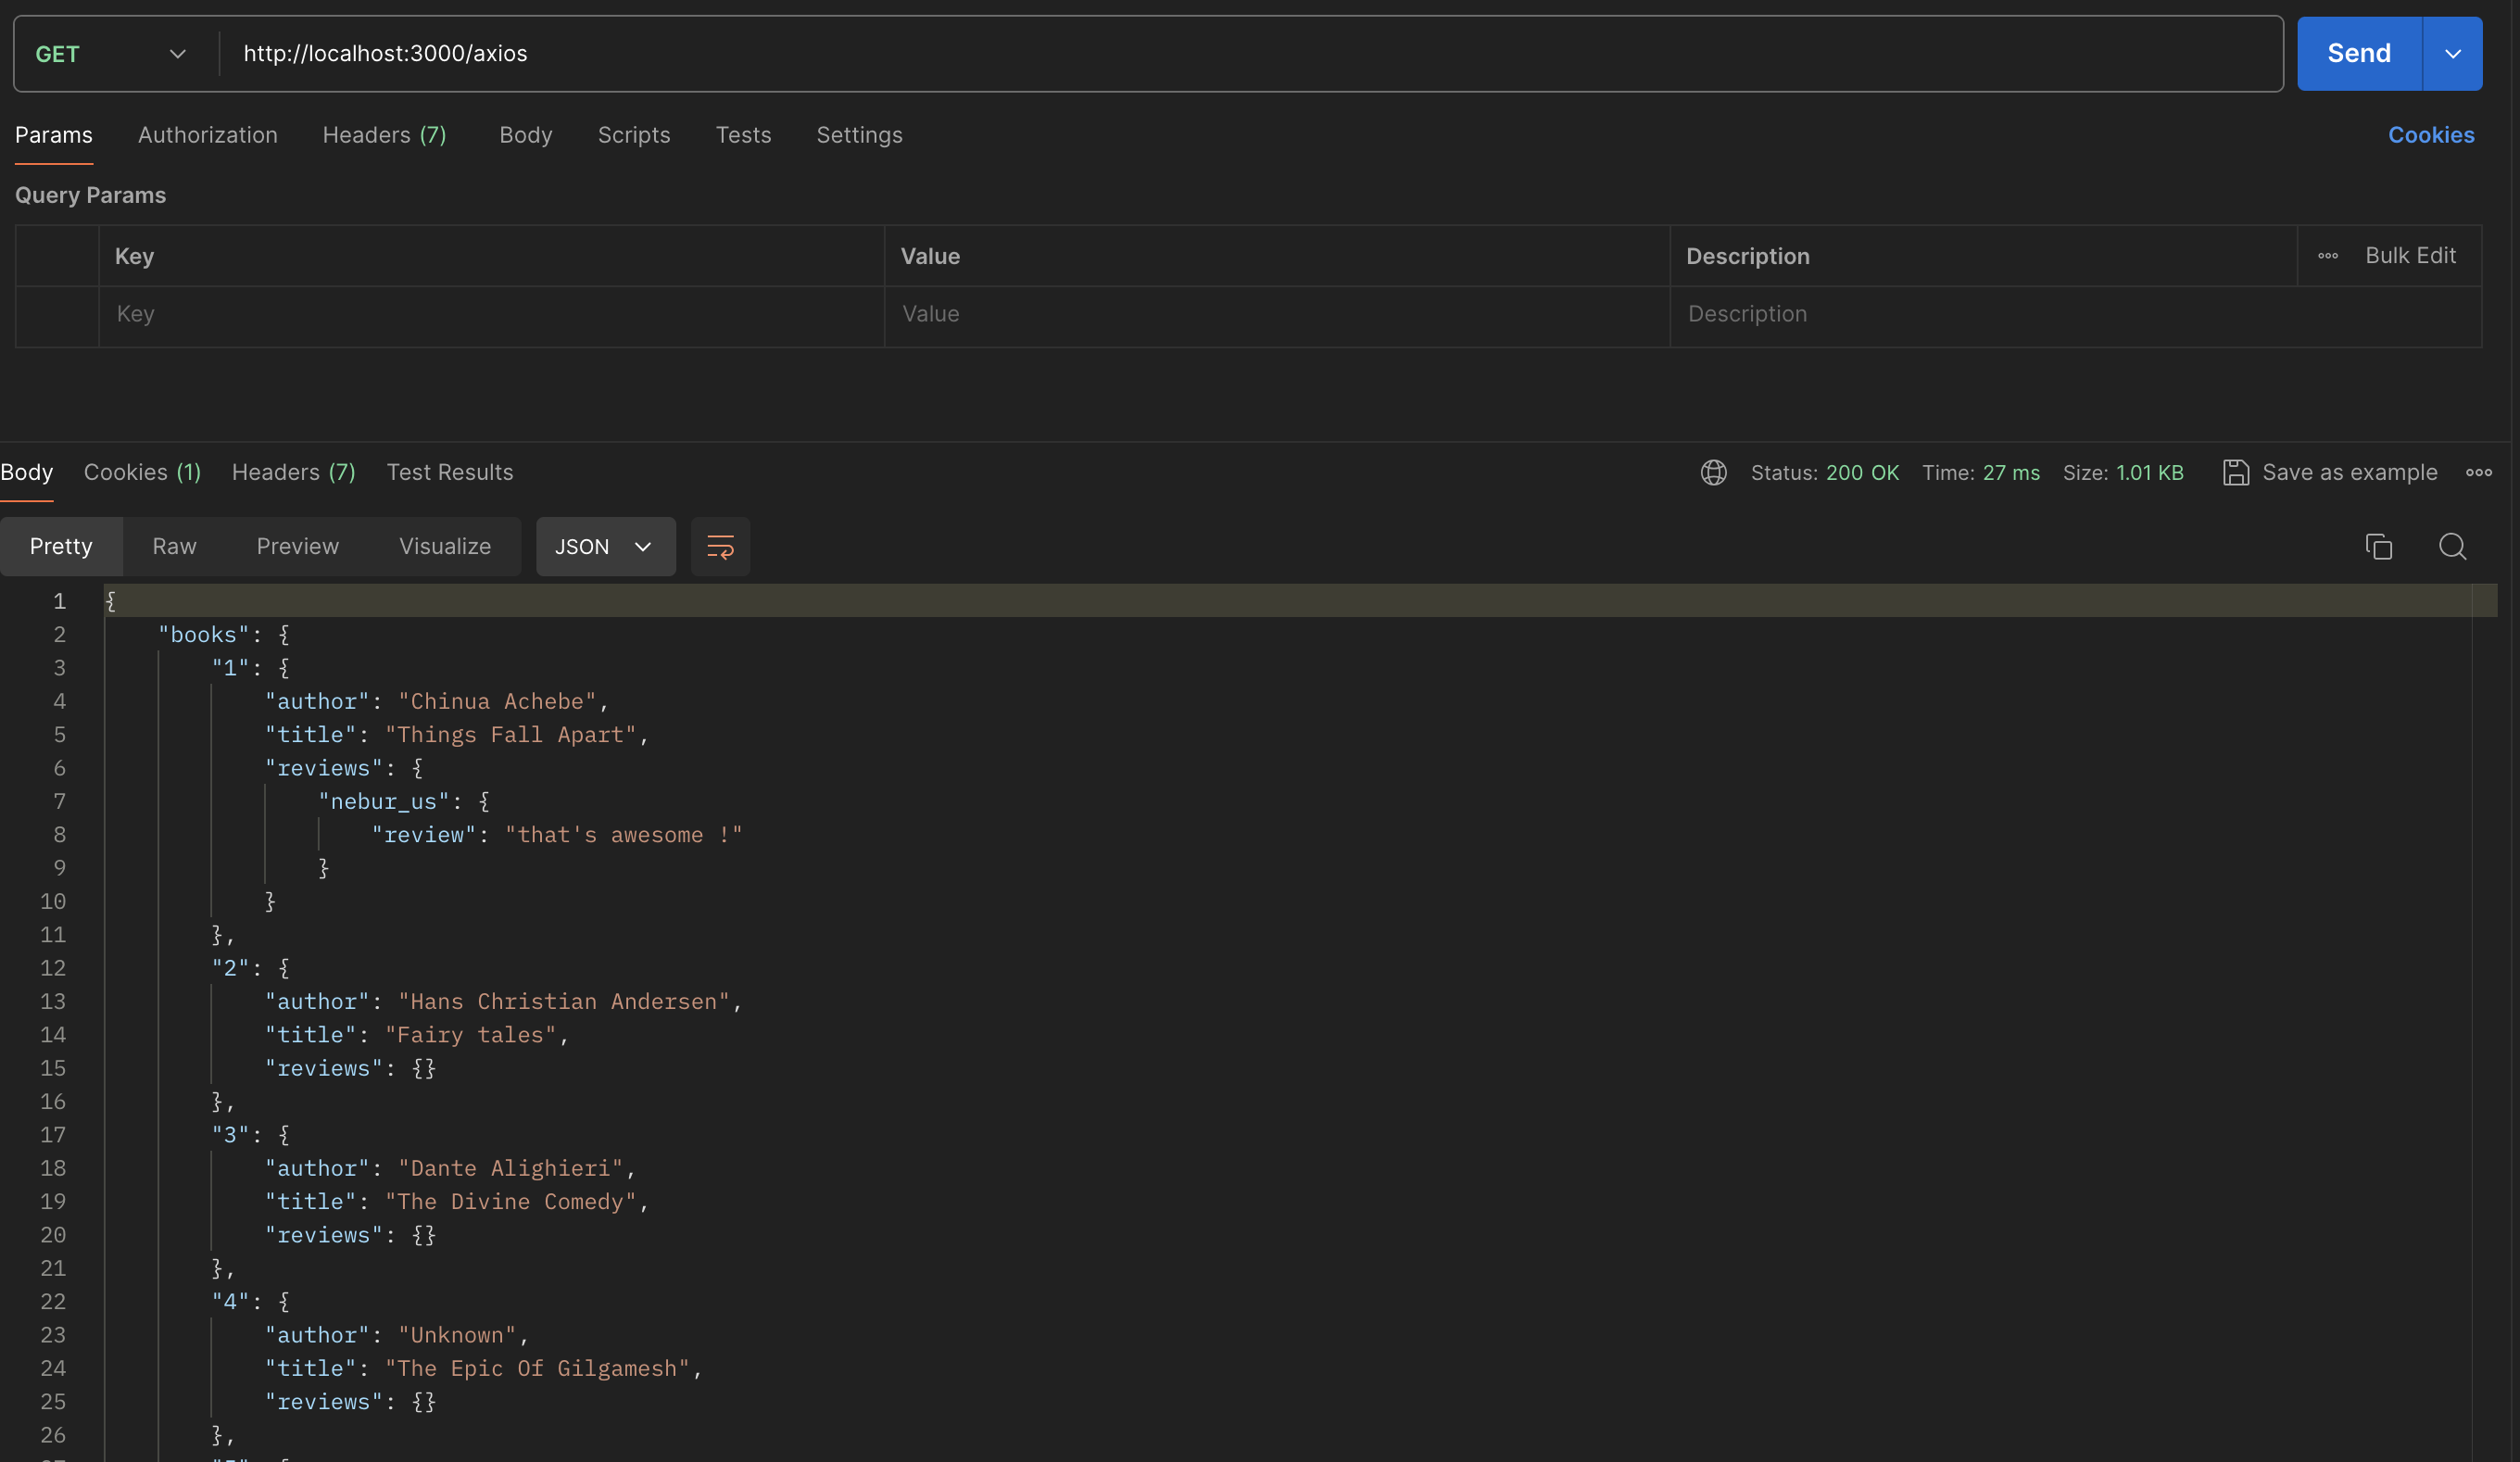 GET http://localhost:3000/axios Send
Params Authorization Headers (7) Body Scripts Tests Settings Cookies
Query Params
Key Value Description Bulk Edit
Key Value Description
Body Cookies (1) Headers (7) Test Results Status: 200 OK Time: 27 ms Size: 1.01 KB Save as example
Pretty Raw Preview Visualize JSON
1 {
2 "books": {
3 "1": {
4 "author": "Chinua Achebe",
5 "title": "Things Fall Apart",
6 "reviews": {
7 "nebur_us": {
8 "review": "that's awesome !"
9 }
10 }
11 },
12 "2": {
13 "author": "Hans Christian Andersen",
14 "title": "Fairy tales",
15 "reviews": {}
16 },
17 "3": {
18 "author": "Dante Alighieri",
19 "title": "The Divine Comedy",
20 "reviews": {}
21 },
22 "4": {
23 "author": "Unknown",
24 "title": "The Epic Of Gilgamesh",
25 "reviews": {}
26 },